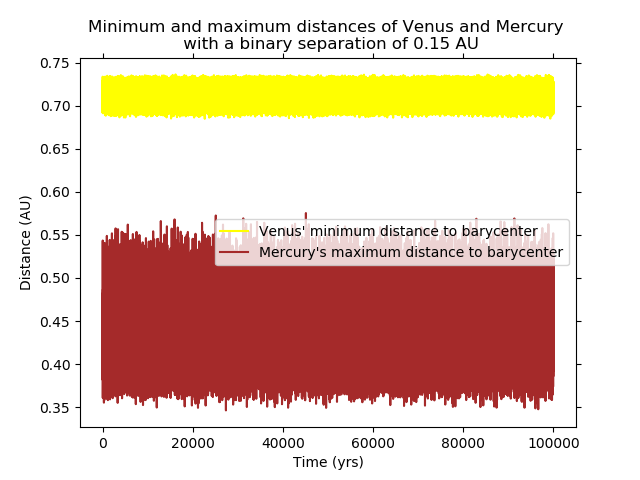 Minimum and maximum distances of Venus and Mercury
with a binary separation of 0.15 AU
0.75
0.70
0.65
0.60
0.55
0.50
0.45
0.40
0.35
Distance (AU)
Venus' minimum distance to barycenter
Mercury's maximum distance to barycenter
0 20000 40000 60000 80000 100000
Time (yrs)